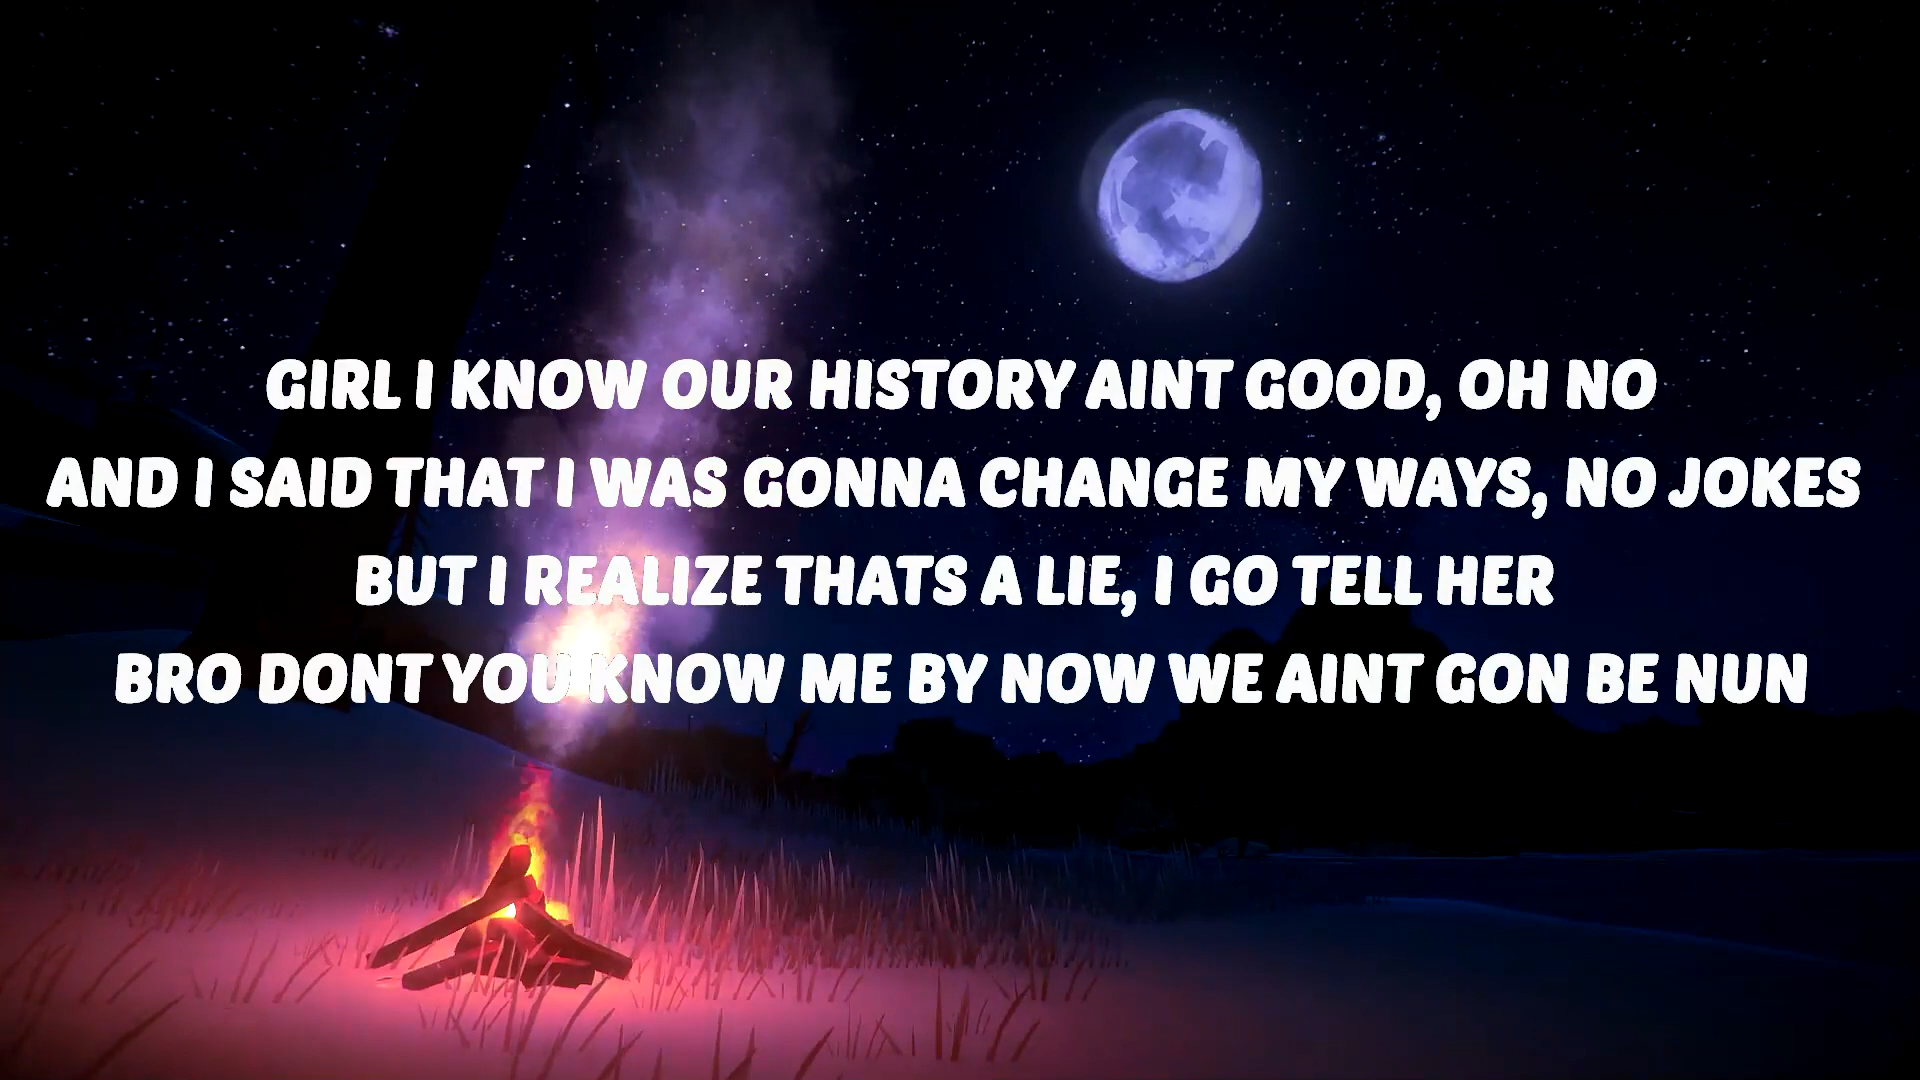 GIRL I KNOW OUR HISTORY AINT GOOD, OH NO
AND I SAID THAT I WAS GONNA CHANGE MY WAYS, NO JOKES
BUT I REALIZE THATS A LIE, I GO TELL HER
BRO DONT YOU KNOW ME BY NOW WE AINT GON BE NUN